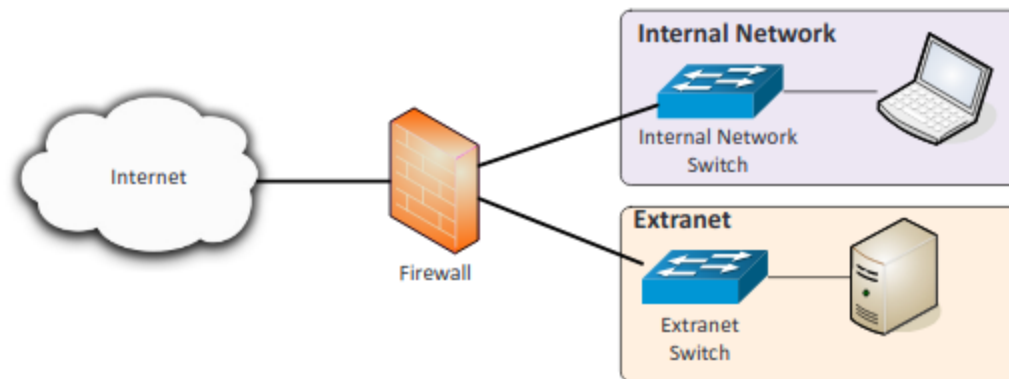 Internal Network
Internal Network
Switch
Internet
Extranet
Firewall
Extranet
Switch